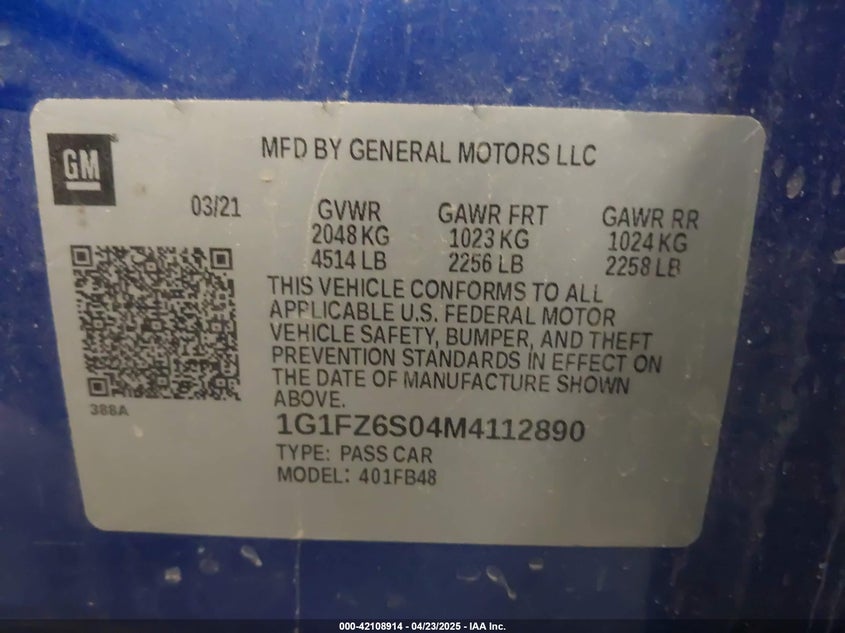 GM
MFD BY GENERAL MOTORS LLC
03/21 GVWR GAWR FRT GAWR RR
2048 KG 1023 KG 1024 KG
4514 LB 2256 LB 2258 LB
THIS VEHICLE CONFORMS TO ALL
APPLICABLE U.S. FEDERAL MOTOR
VEHICLE SAFETY, BUMPER, AND THEFT
PREVENTION STANDARDS IN EFFECT ON
THE DATE OF MANUFACTURE SHOWN
ABOVE.
388A
1G1FZ6S04M4112890
TYPE: PASS CAR
MODEL: 401FB48
000-42108914 - 04/23/2025 - IAA Inc.